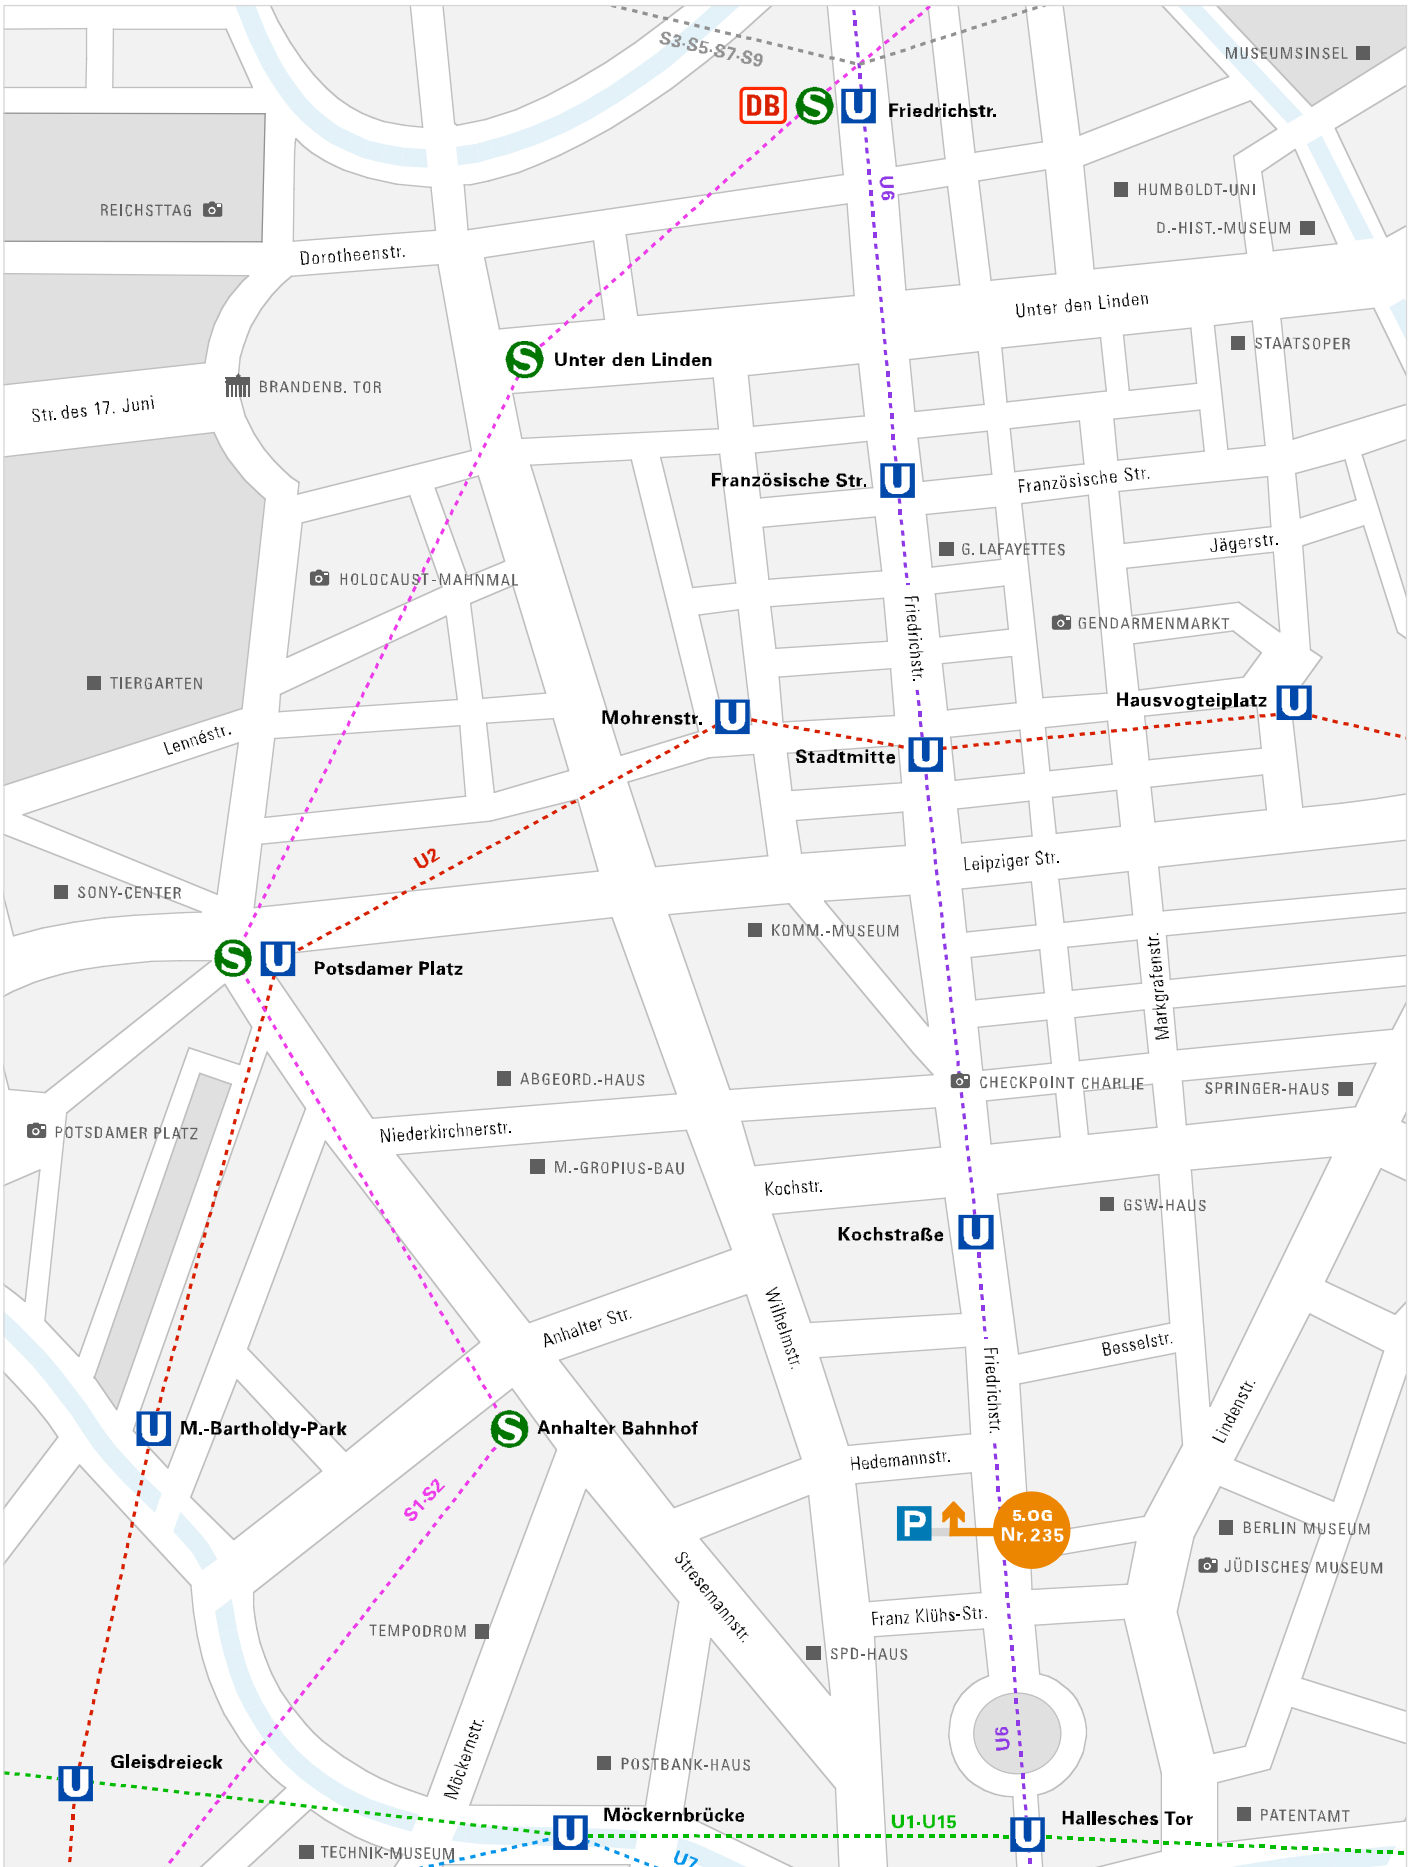 S3·S5·S7·S9
MUSEUMSINSEL
DB S U Friedrichstr.
U6
HUMBOLDT-UNI
REICHSTTAG
D.-HIST.-MUSEUM
Dorotheenstr.
Unter den Linden
STAATSOPER
S Unter den Linden
BRANDENB. TOR
Str. des 17. Juni
Französische Str. U
Französische Str.
Jägerstr.
G. LAFAYETTES
HOLOCAUST-MAHNMAL
Friedrichstr.
GENDARMENMARKT
TIERGARTEN
Hausvogteiplatz U
Mohrenstr. U
Lennéstr.
Stadtmitte U
U2
Leipziger Str.
SONY-CENTER
KOMM.-MUSEUM
Markgrafenstr.
S U Potsdamer Platz
ABGEORD.-HAUS
CHECKPOINT CHARLIE
SPRINGER-HAUS
POTSDAMER PLATZ
Niederkirchnerstr.
M.-GROPIUS-BAU
Kochstr.
GSW-HAUS
Kochstraße U
Anhalter Str.
Wilhelmstr.
Friedrichstr.
Besselstr.
Lindenstr.
U M.-Bartholdy-Park
S Anhalter Bahnhof
Hedemannstr.
S1·S2
P
5.OG
Nr.235
BERLIN MUSEUM
JÜDISCHES MUSEUM
Stresemannstr.
Franz Klühs-Str.
TEMPODROM
SPD-HAUS
U6
Möckernstr.
Gleisdreieck
U
POSTBANK-HAUS
Möckernbrücke
U
U1·U15
Hallesches Tor
U
PATENTAMT
TECHNIK-MUSEUM
U7